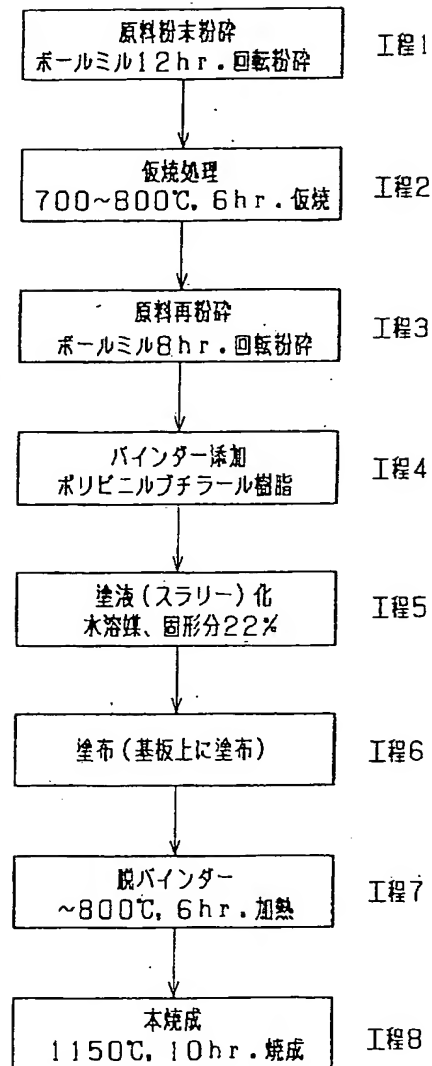 原料粉末粉砕
ボールミル12hr.回転粉砕
工程1
仮焼処理
700~800℃, 6hr.仮焼
工程2
原料再粉砕
ボールミル8hr.回転粉砕
工程3
バインダー添加
ポリビニルブチラール樹脂
工程4
塗液(スラリー)化
水溶媒、固形分22%
工程5
塗布(基板上に塗布)
工程6
脱バインダー
~800℃, 6hr.加熱
工程7
本焼成
1150℃, 10hr.焼成
工程8